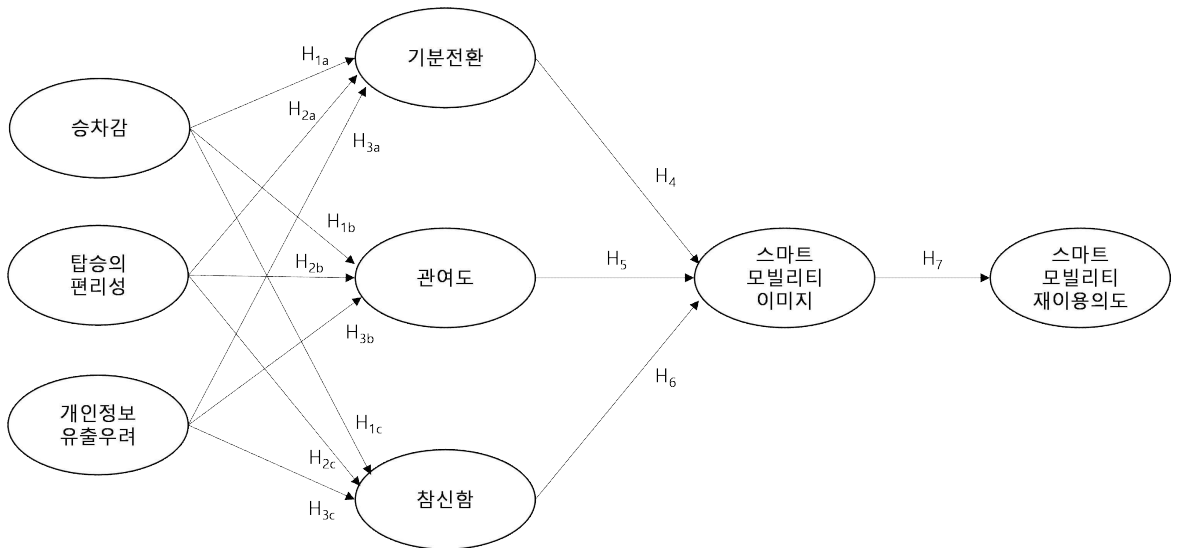 기분전환
H1a
승차감
H2a
H3a
H4
H1b
탑승의
편리성
H2b
관여도
H5
스마트
모빌리티
이미지
H7
스마트
모빌리티
재이용의도
H3b
H6
개인정보
유출우려
H1c
H2c
H3c
참신함